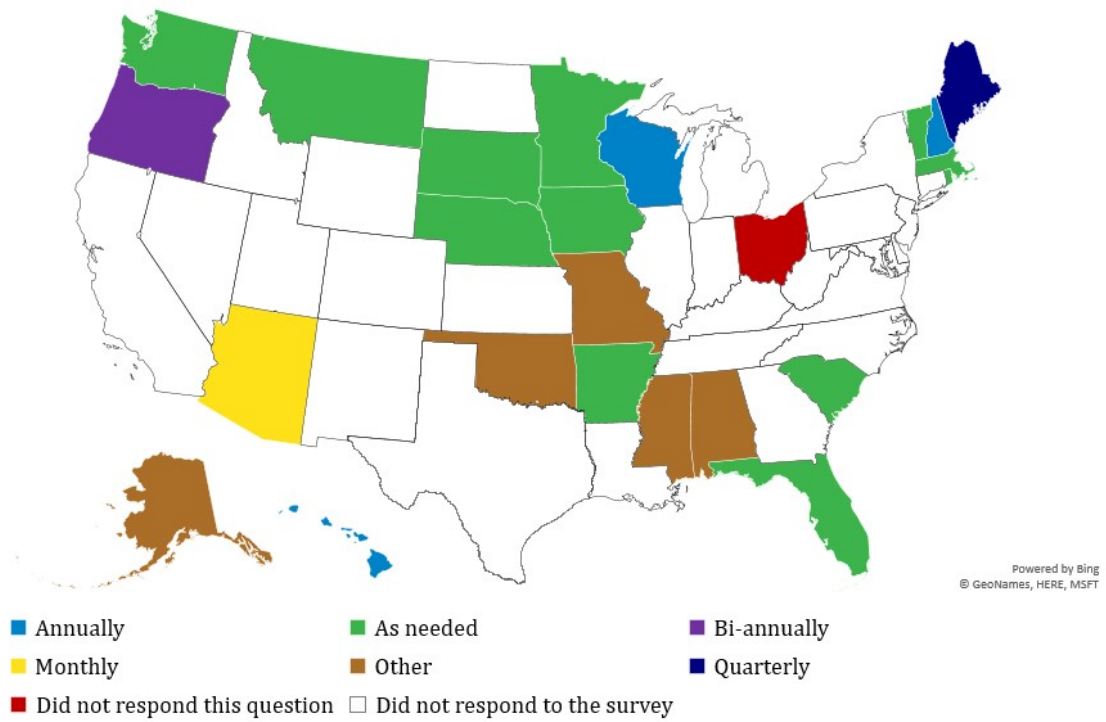 Powered by Bing
© GeoNames, HERE, MSFT
Annually
As needed
Bi-annually
Monthly
Other
Quarterly
Did not respond this question
Did not respond to the survey